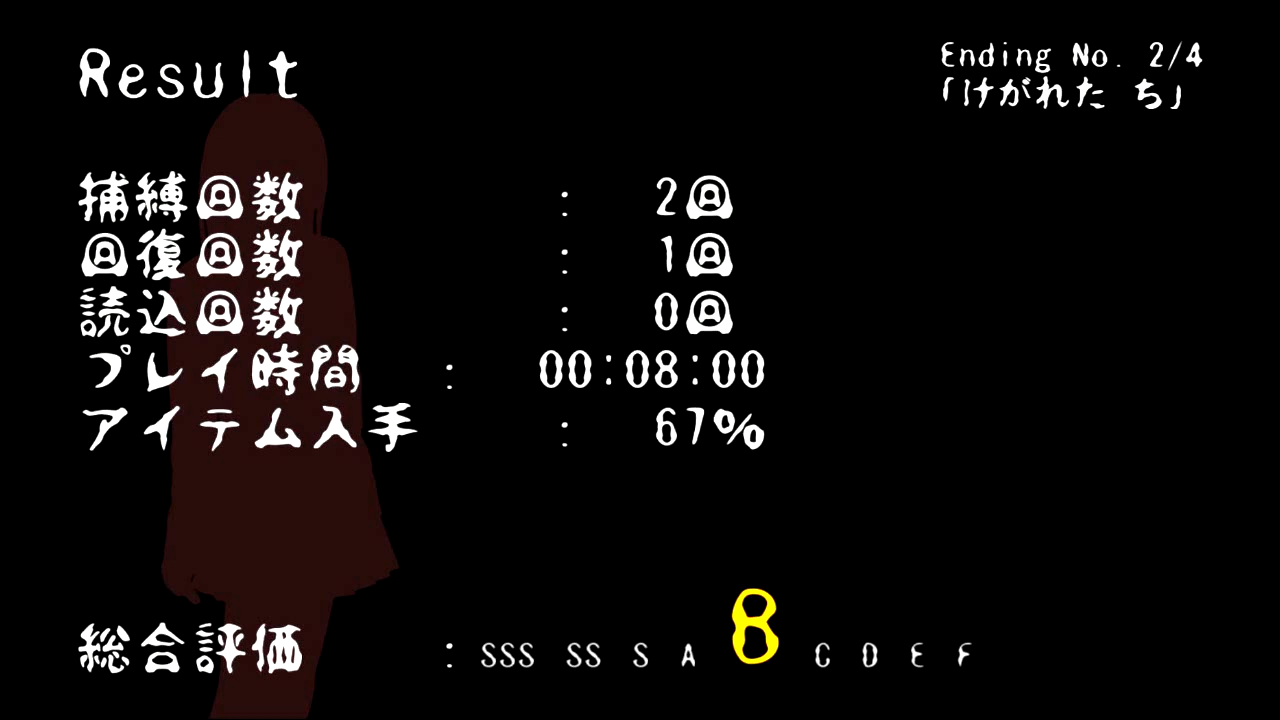 Result
Ending No. 2/4
「けがれた ち」
捕縛回数 : 2回
回復回数 : 1回
読込回数 : 0回
プレイ時間 : 00:08:00
アイテム入手 : 67%
総合評価 : SSS SS S A B C D E F